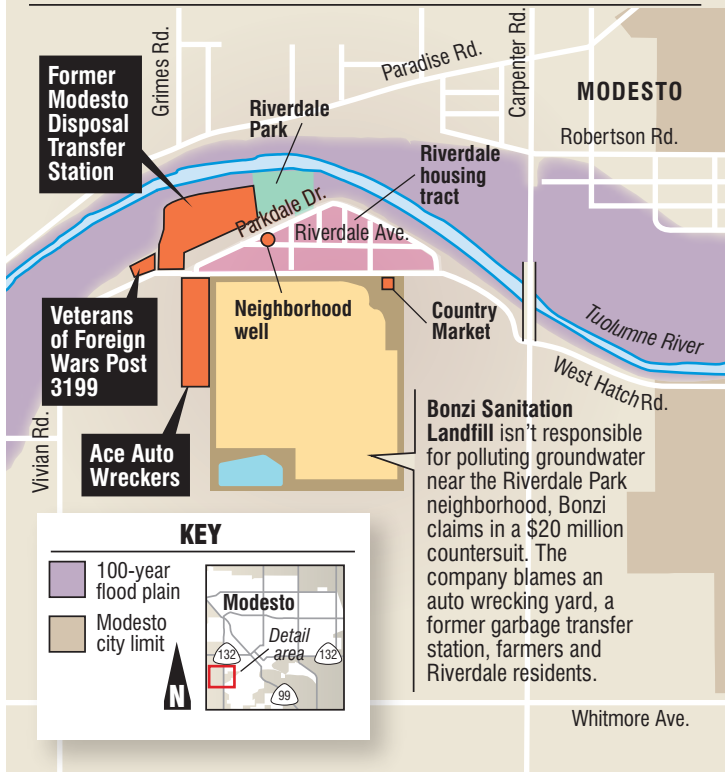 Grimes Rd.
Paradise Rd.
Carpenter Rd.
MODESTO
Robertson Rd.
Former
Modesto
Disposal
Transfer
Station
Riverdale
Park
Riverdale
housing
tract
Parkdale Dr.
Riverdale Ave.
Veterans
of Foreign
Wars Post
3199
Neighborhood
well
Country
Market
Tuolumne River
West Hatch Rd.
Vivian Rd.
Ace Auto
Wreckers
Bonzi Sanitation
Landfill isn’t responsible
for polluting groundwater
near the Riverdale Park
neighborhood, Bonzi
claims in a $20 million
countersuit. The
company blames an
auto wrecking yard, a
former garbage transfer
station, farmers and
Riverdale residents.
KEY
100-year
flood plain
Modesto
city limit
N
Modesto
Detail
area
132
132
99
Whitmore Ave.